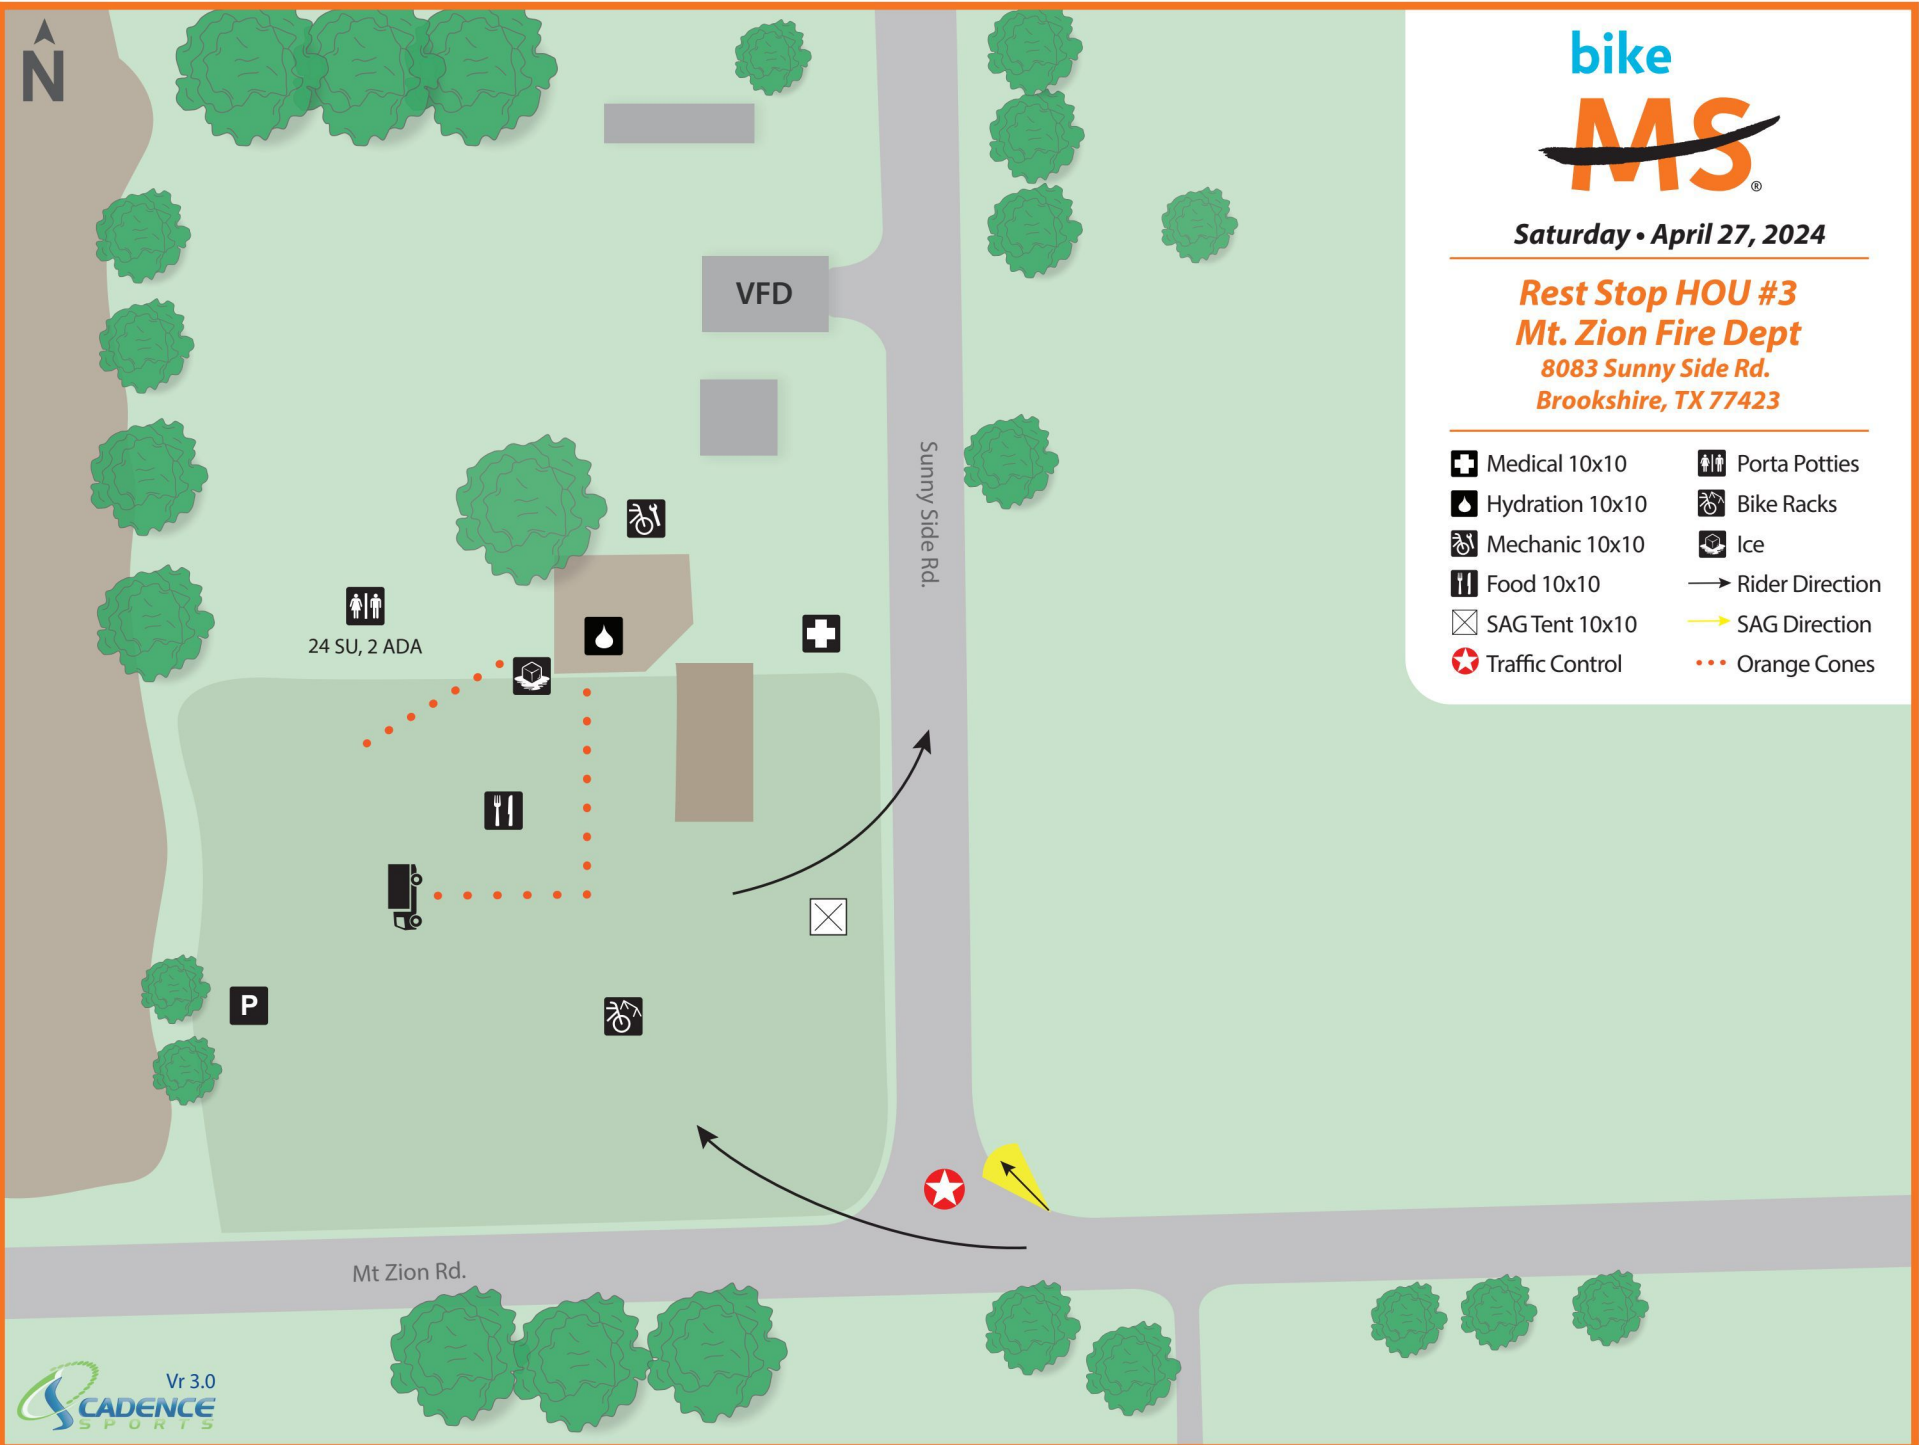 N
bike
MS®
Saturday • April 27, 2024
Rest Stop HOU #3
Mt. Zion Fire Dept
8083 Sunny Side Rd.
Brookshire, TX 77423
Medical 10x10
Hydration 10x10
Mechanic 10x10
Food 10x10
SAG Tent 10x10
Traffic Control
Porta Potties
Bike Racks
Ice
Rider Direction
SAG Direction
Orange Cones
VFD
Sunny Side Rd.
24 SU, 2 ADA
P
Mt Zion Rd.
Vr 3.0
CADENCE
SPORTS